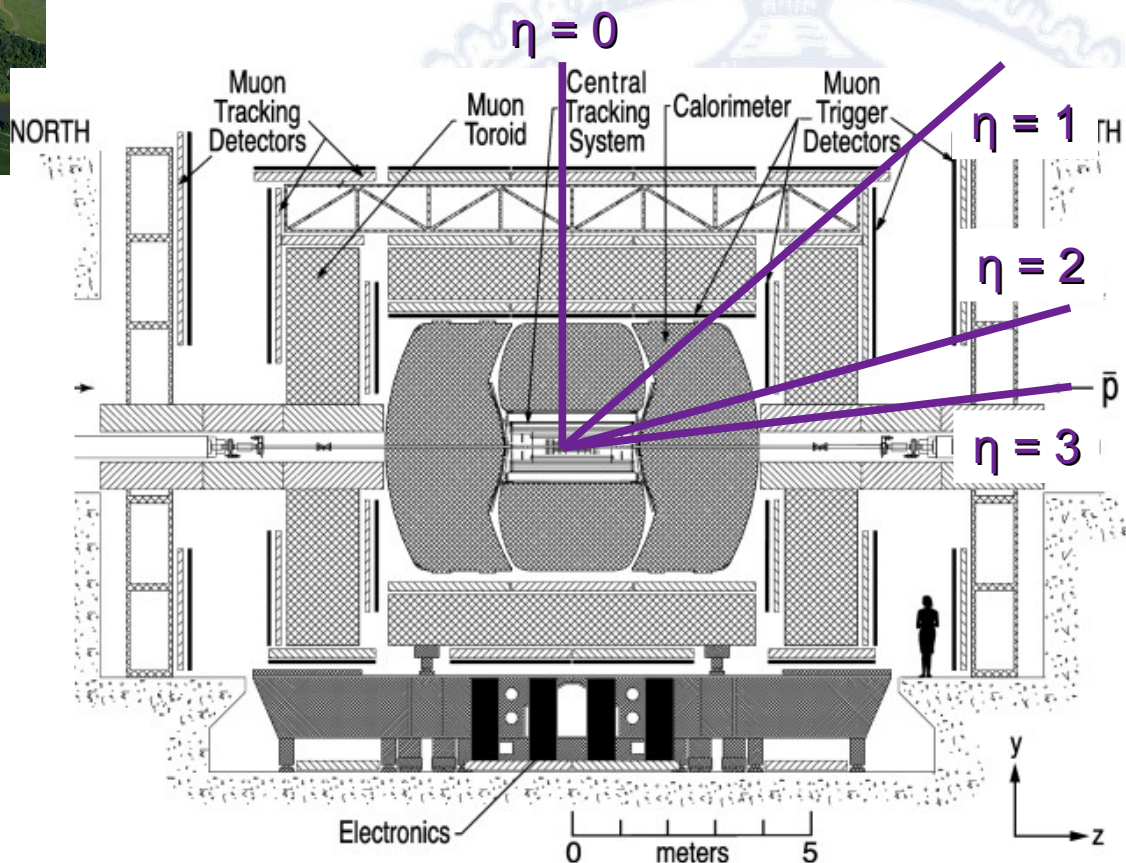 η = 0
NORTH
Muon
Tracking
Detectors
Muon
Toroid
Central
Tracking
System
Calorimeter
Muon
Trigger
Detectors
η = 1
TH
η = 2
p̄
η = 3
Electronics
0 meters 5
y
z